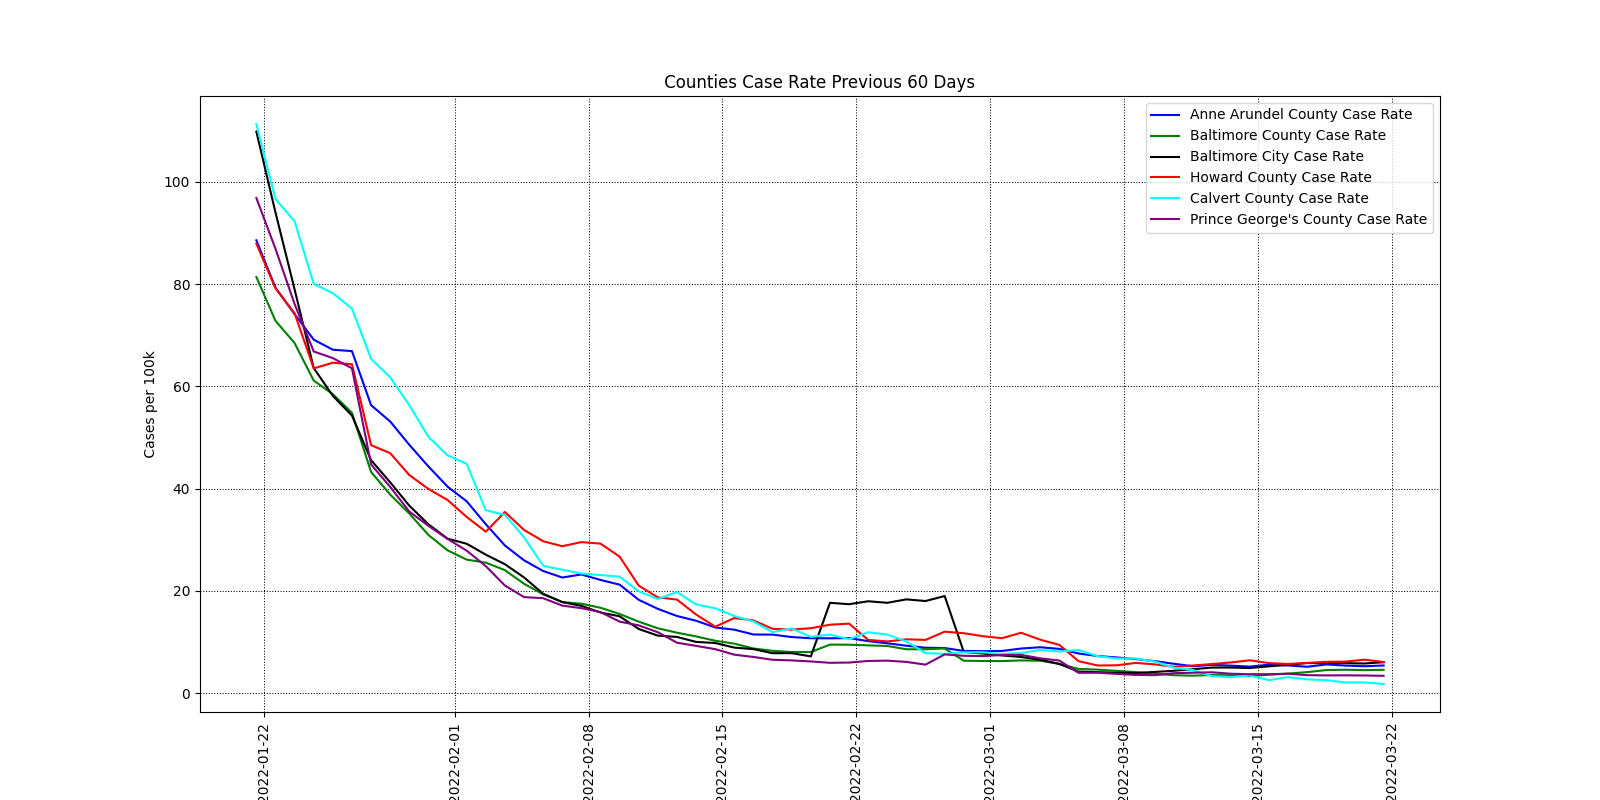 Counties Case Rate Previous 60 Days
Anne Arundel County Case Rate
Baltimore County Case Rate
Baltimore City Case Rate
Howard County Case Rate
Calvert County Case Rate
Prince George's County Case Rate
Cases per 100k
100
80
60
40
20
0
2022-01-22
2022-02-01
2022-02-08
2022-02-15
2022-02-22
2022-03-01
2022-03-08
2022-03-15
2022-03-22